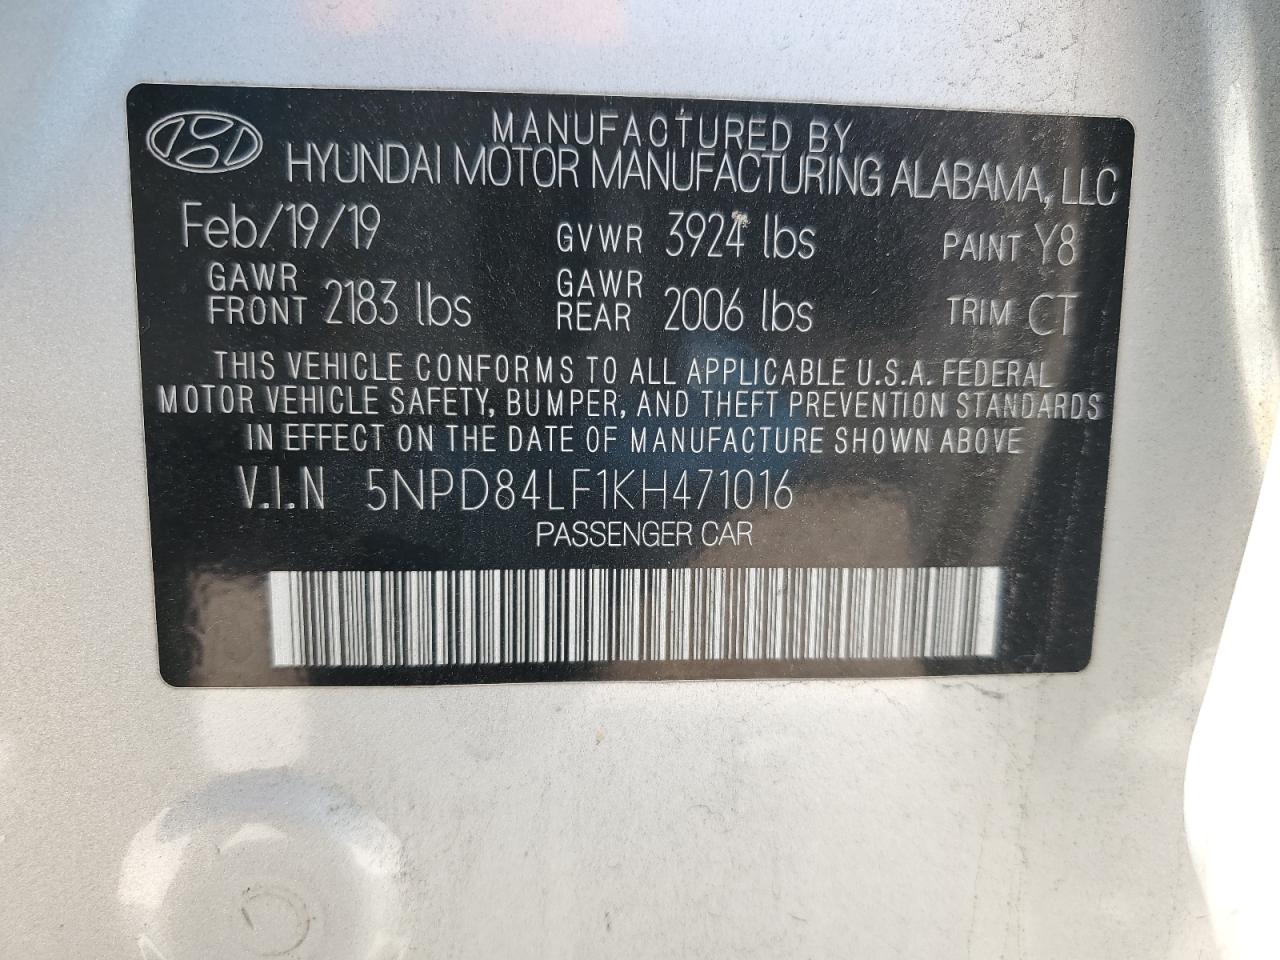 MANUFACTURED BY
HYUNDAI MOTOR MANUFACTURING ALABAMA, LLC
Feb/19/19 GVWR 3924 lbs PAINT Y8
GAWR FRONT 2183 lbs GAWR REAR 2006 lbs TRIM CT
THIS VEHICLE CONFORMS TO ALL APPLICABLE U.S.A. FEDERAL
MOTOR VEHICLE SAFETY, BUMPER, AND THEFT PREVENTION STANDARDS
IN EFFECT ON THE DATE OF MANUFACTURE SHOWN ABOVE
V.I.N 5NPD84LF1KH471016
PASSENGER CAR